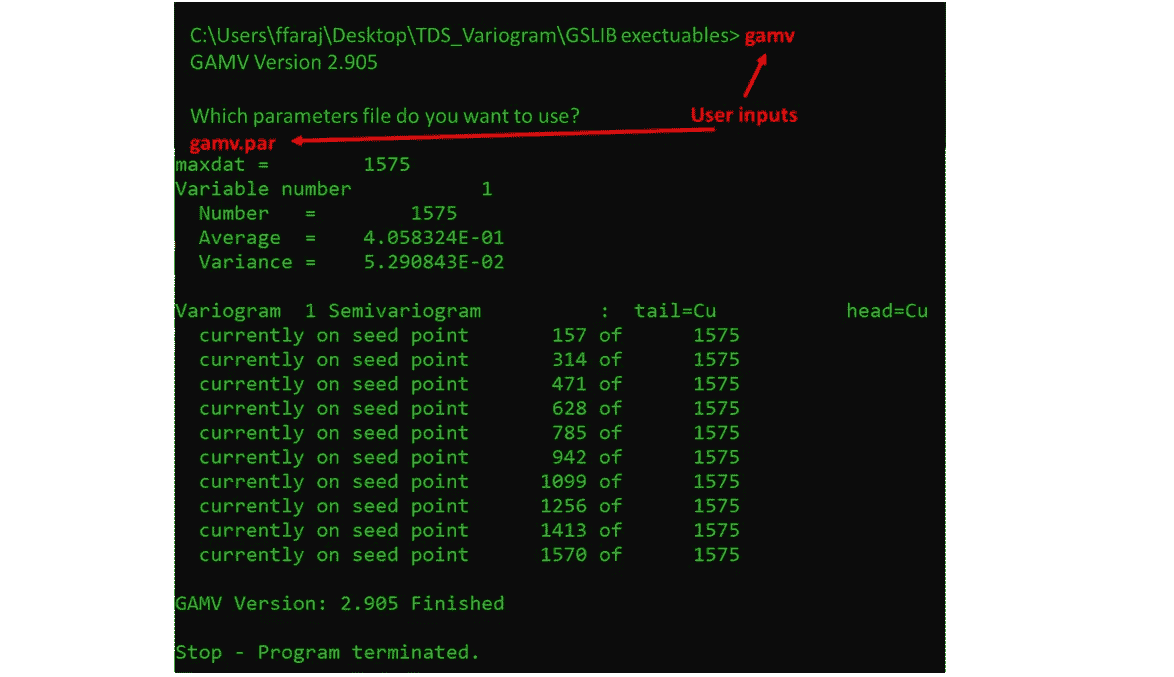 C:\Users\ffaraj\Desktop\TDS_Variogram\GSLIB exectuables> gamv
GAMV Version 2.905
Which parameters file do you want to use?
User inputs
gamv.par
maxdat = 1575
Variable number 1
Number = 1575
Average = 4.058324E-01
Variance = 5.290843E-02
Variogram 1 Semivariogram : tail=Cu head=Cu
currently on seed point 157 of 1575
currently on seed point 314 of 1575
currently on seed point 471 of 1575
currently on seed point 628 of 1575
currently on seed point 785 of 1575
currently on seed point 942 of 1575
currently on seed point 1099 of 1575
currently on seed point 1256 of 1575
currently on seed point 1413 of 1575
currently on seed point 1570 of 1575
GAMV Version: 2.905 Finished
Stop - Program terminated.